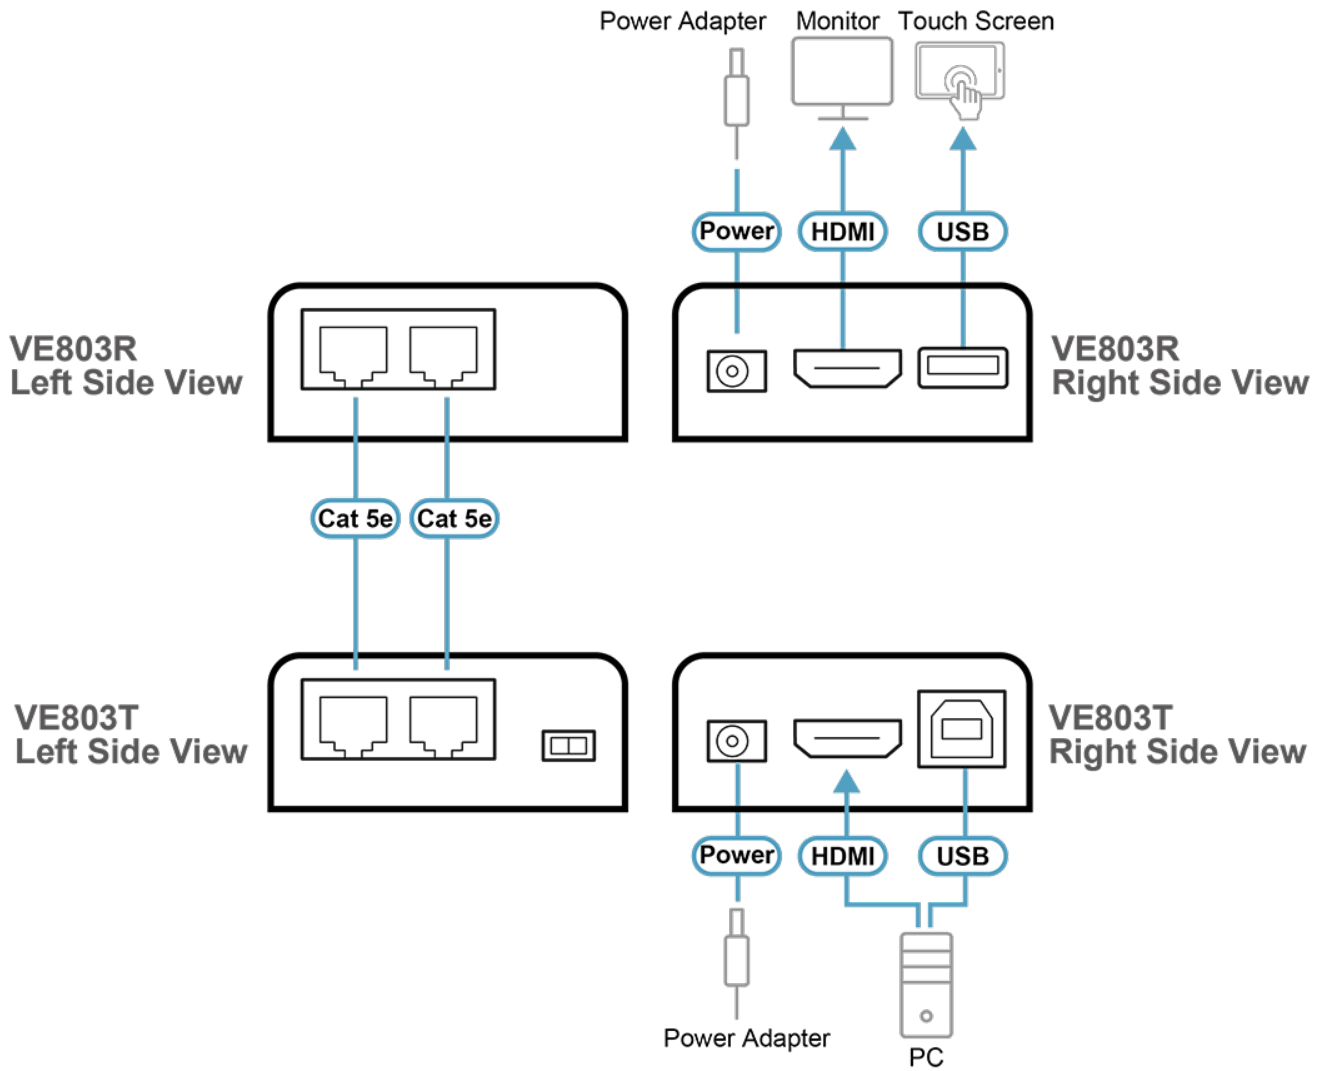 Power Adapter
Monitor
Touch Screen
Power
HDMI
USB
VE803R
Left Side View
VE803R
Right Side View
Cat 5e
Cat 5e
VE803T
Left Side View
VE803T
Right Side View
Power
HDMI
USB
Power Adapter
PC